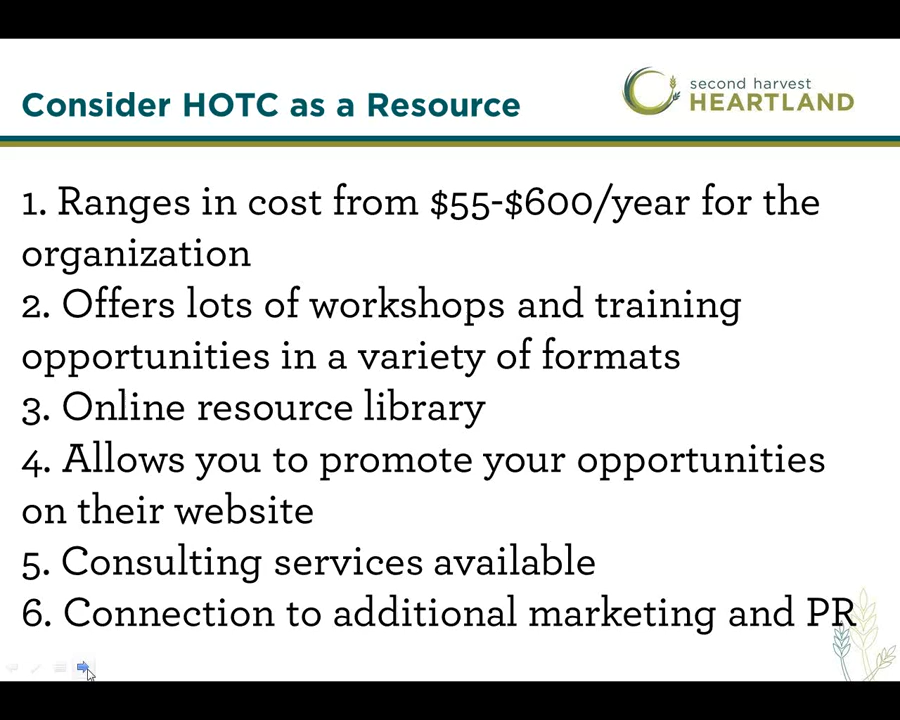 Consider HOTC as a Resource
second harvest
HEARTLAND
1. Ranges in cost from $55-$600/year for the
organization
2. Offers lots of workshops and training
opportunities in a variety of formats
3. Online resource library
4. Allows you to promote your opportunities
on their website
5. Consulting services available
6. Connection to additional marketing and PR